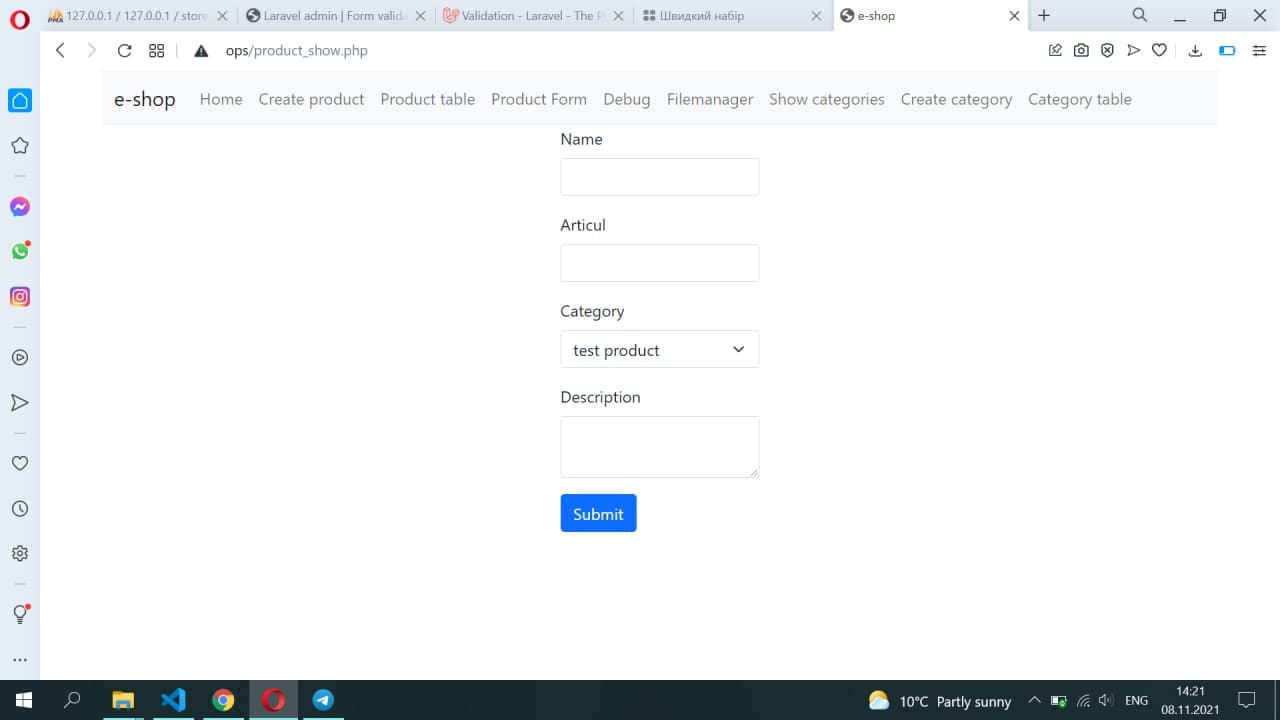 127.0.0.1 / 127.0.0.1 / store
Laravel admin | Form valida
Validation - Laravel - The P
Швидкий набір
e-shop
ops/product_show.php
e-shop Home Create product Product table Product Form Debug Filemanager Show categories Create category Category table
Name
Articul
Category
test product
Description
Submit
10°C Partly sunny
ENG
14:21
08.11.2021